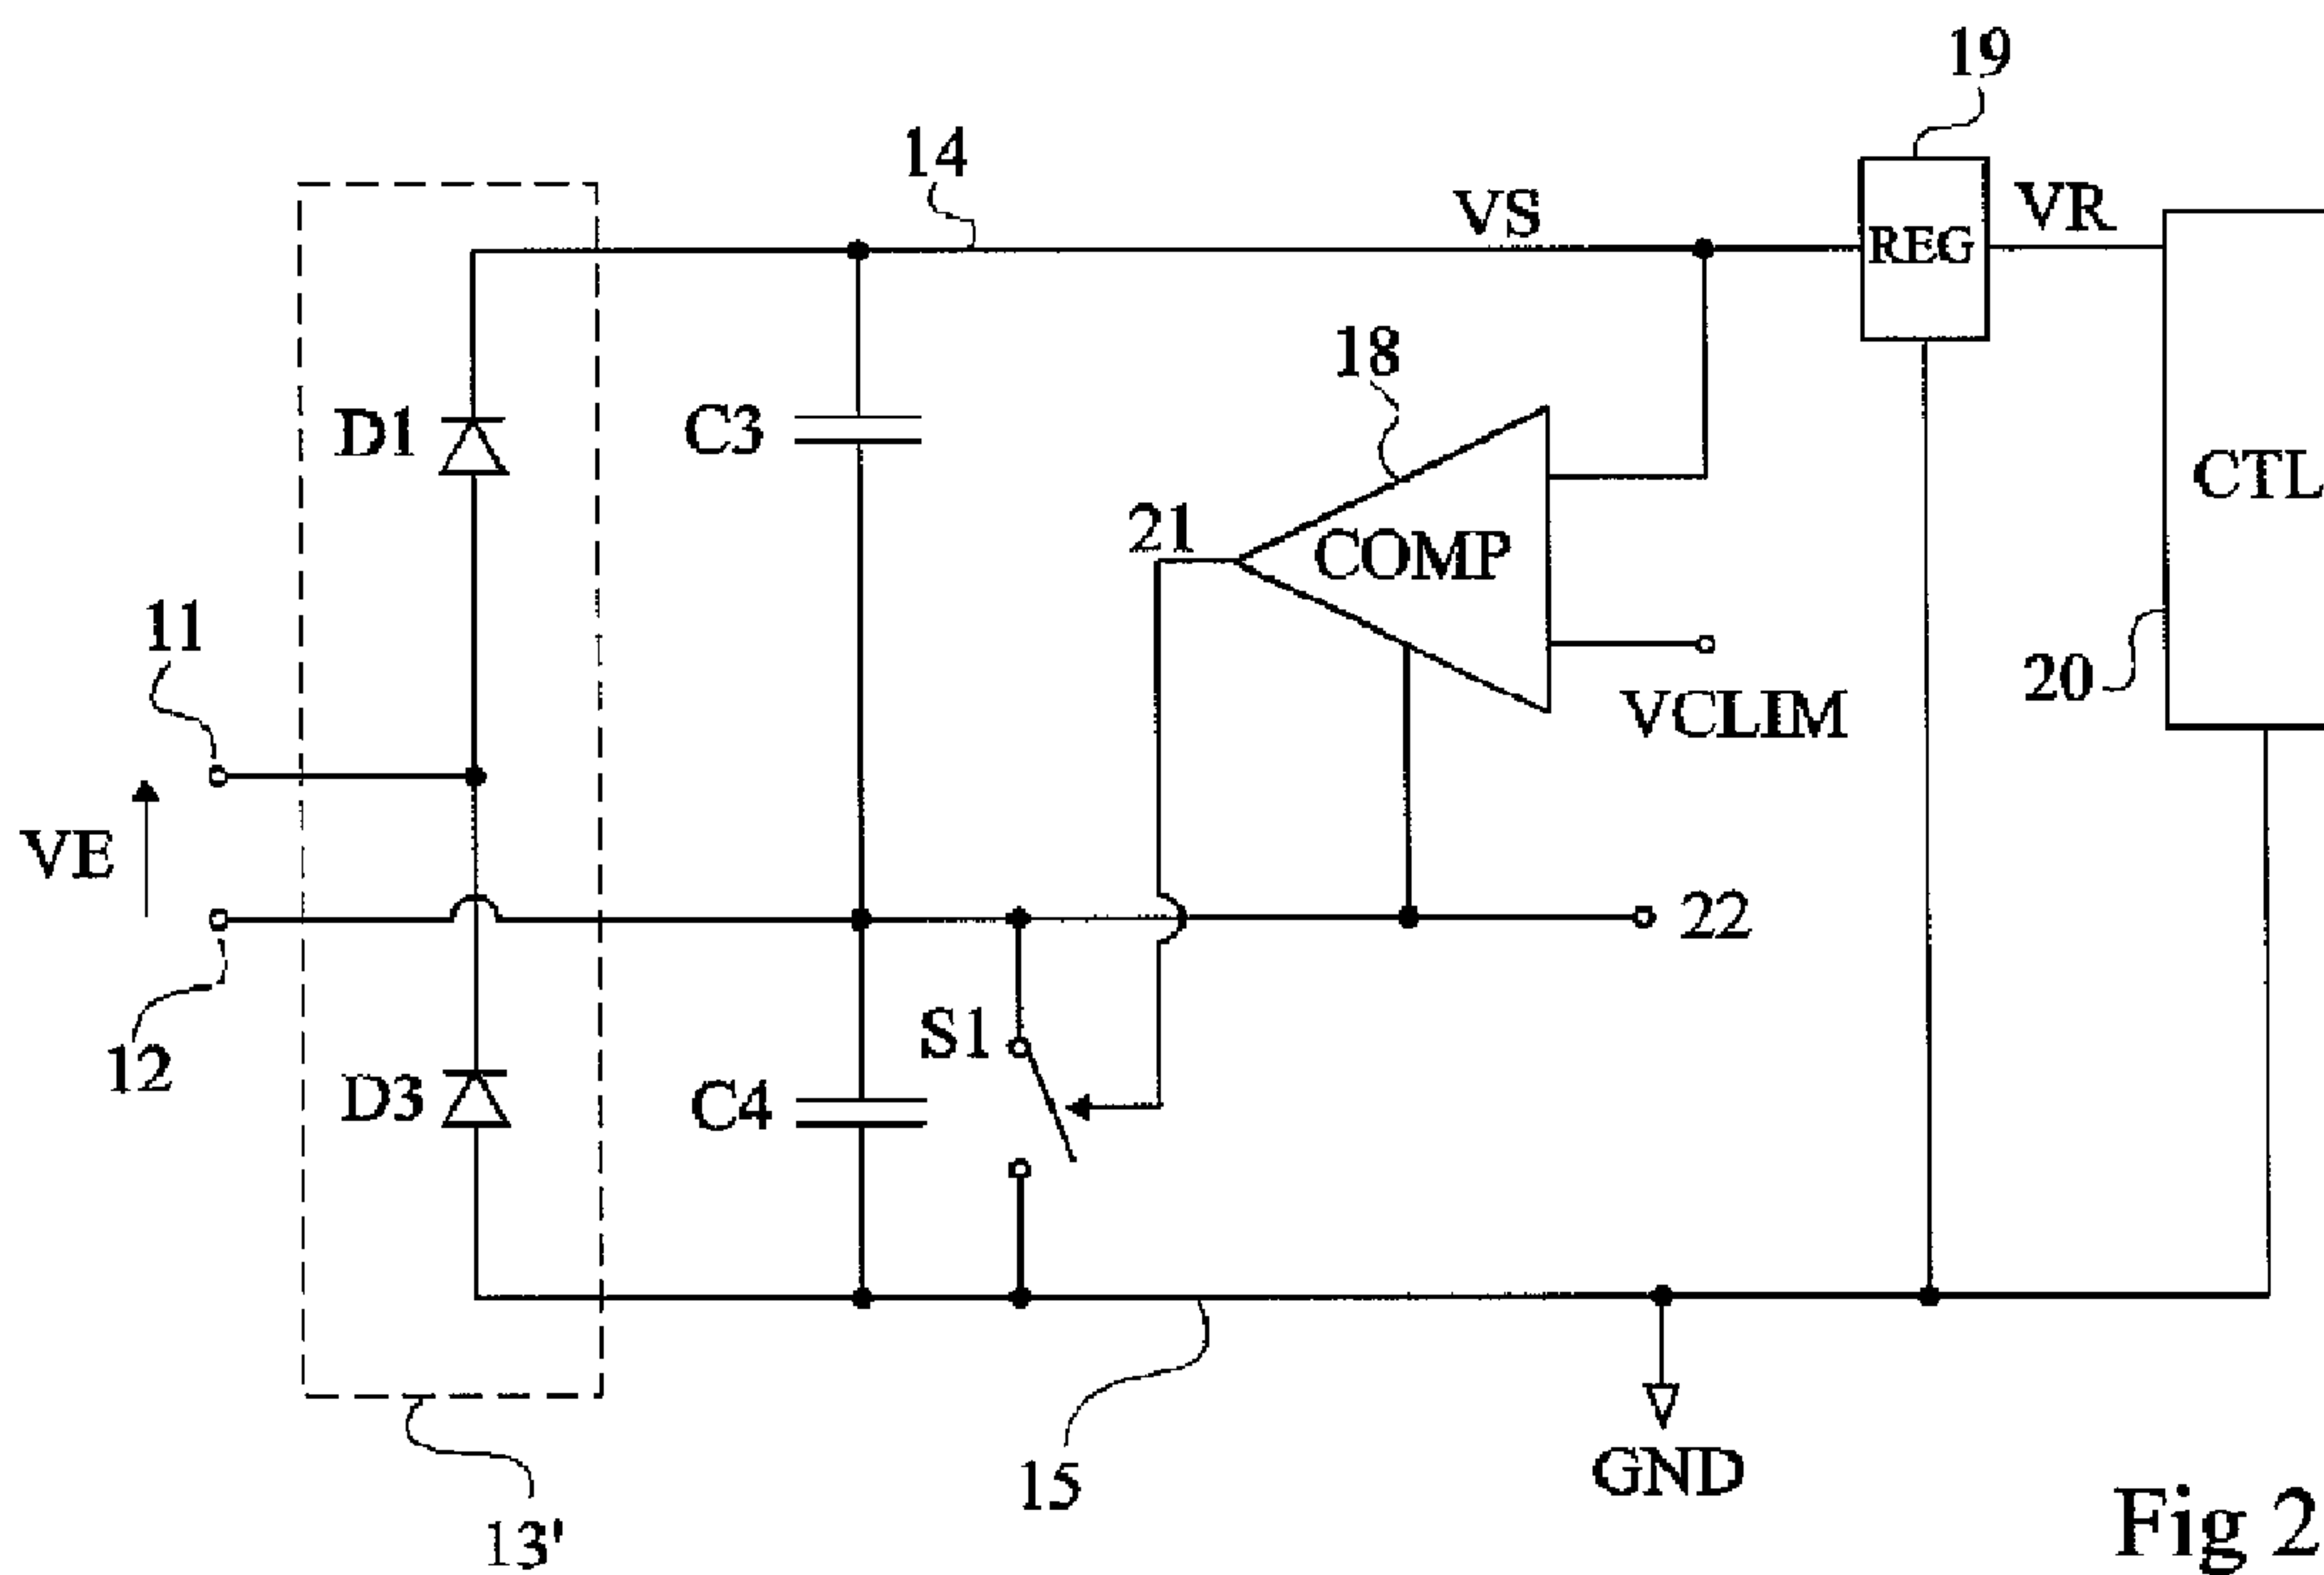 19
14
VS
VR
REG
18
D1
C3
CTL
21
COMP
11
20
VCLIM
VE
22
S1
12
D3
C4
15
GND
13'
Fig 2